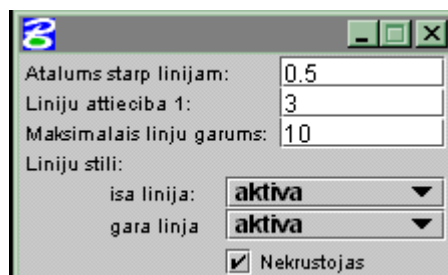 Atalums starp linijam: 0.5
Liniju attieciba 1: 3
Maksimalais linju garums: 10
Liniju stili:
isa linija: aktiva
gara linja aktiva
Nekrustojas